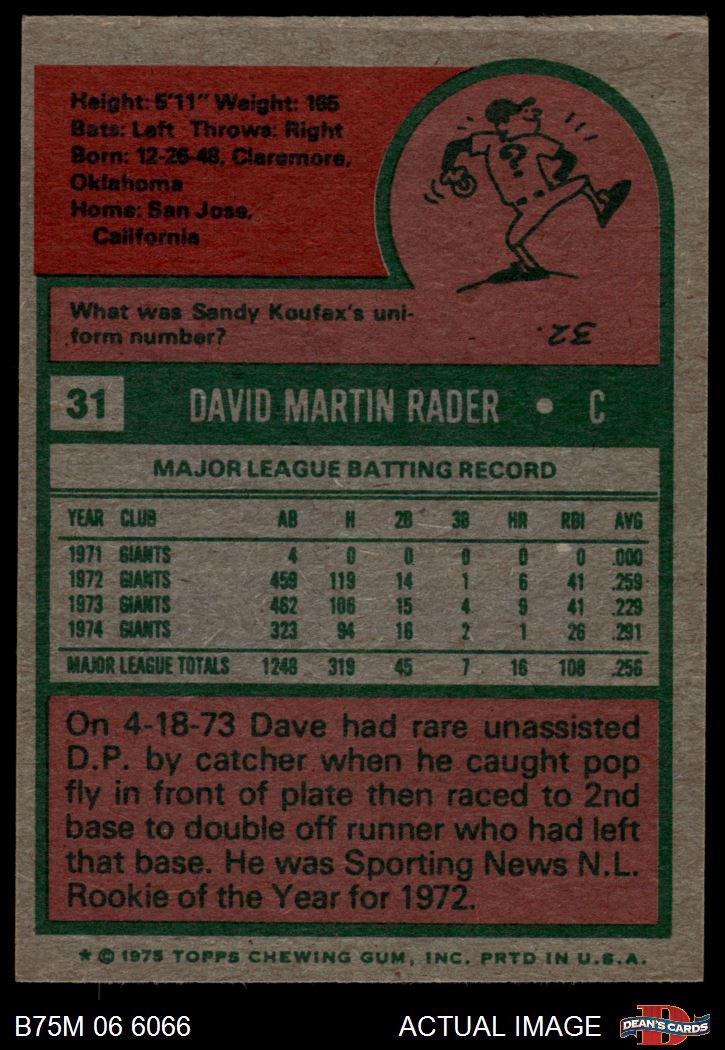 Height: 5'11" Weight: 165
Bats: Left Throws: Right
Born: 12-26-48, Claremore,
Oklahoma
Home: San Jose,
California
?
What was Sandy Koufax's uni-
form number?
32.
31 DAVID MARTIN RADER • C
MAJOR LEAGUE BATTING RECORD
YEAR CLUB AB H 2B 3B HR RBI AVG
1971 GIANTS 4 0 0 0 0 0 .000
1972 GIANTS 459 119 14 1 6 41 .259
1973 GIANTS 462 106 15 4 9 41 .229
1974 GIANTS 323 94 16 2 1 26 .291
MAJOR LEAGUE TOTALS 1248 319 45 7 16 108 .256
On 4-18-73 Dave had rare unassisted
D.P. by catcher when he caught pop
fly in front of plate then raced to 2nd
base to double off runner who had left
that base. He was Sporting News N.L.
Rookie of the Year for 1972.
* © 1975 TOPPS CHEWING GUM, INC. PRTD IN U.S.A.
B75M 06 6066 ACTUAL IMAGE
D
DEAN'S CARDS